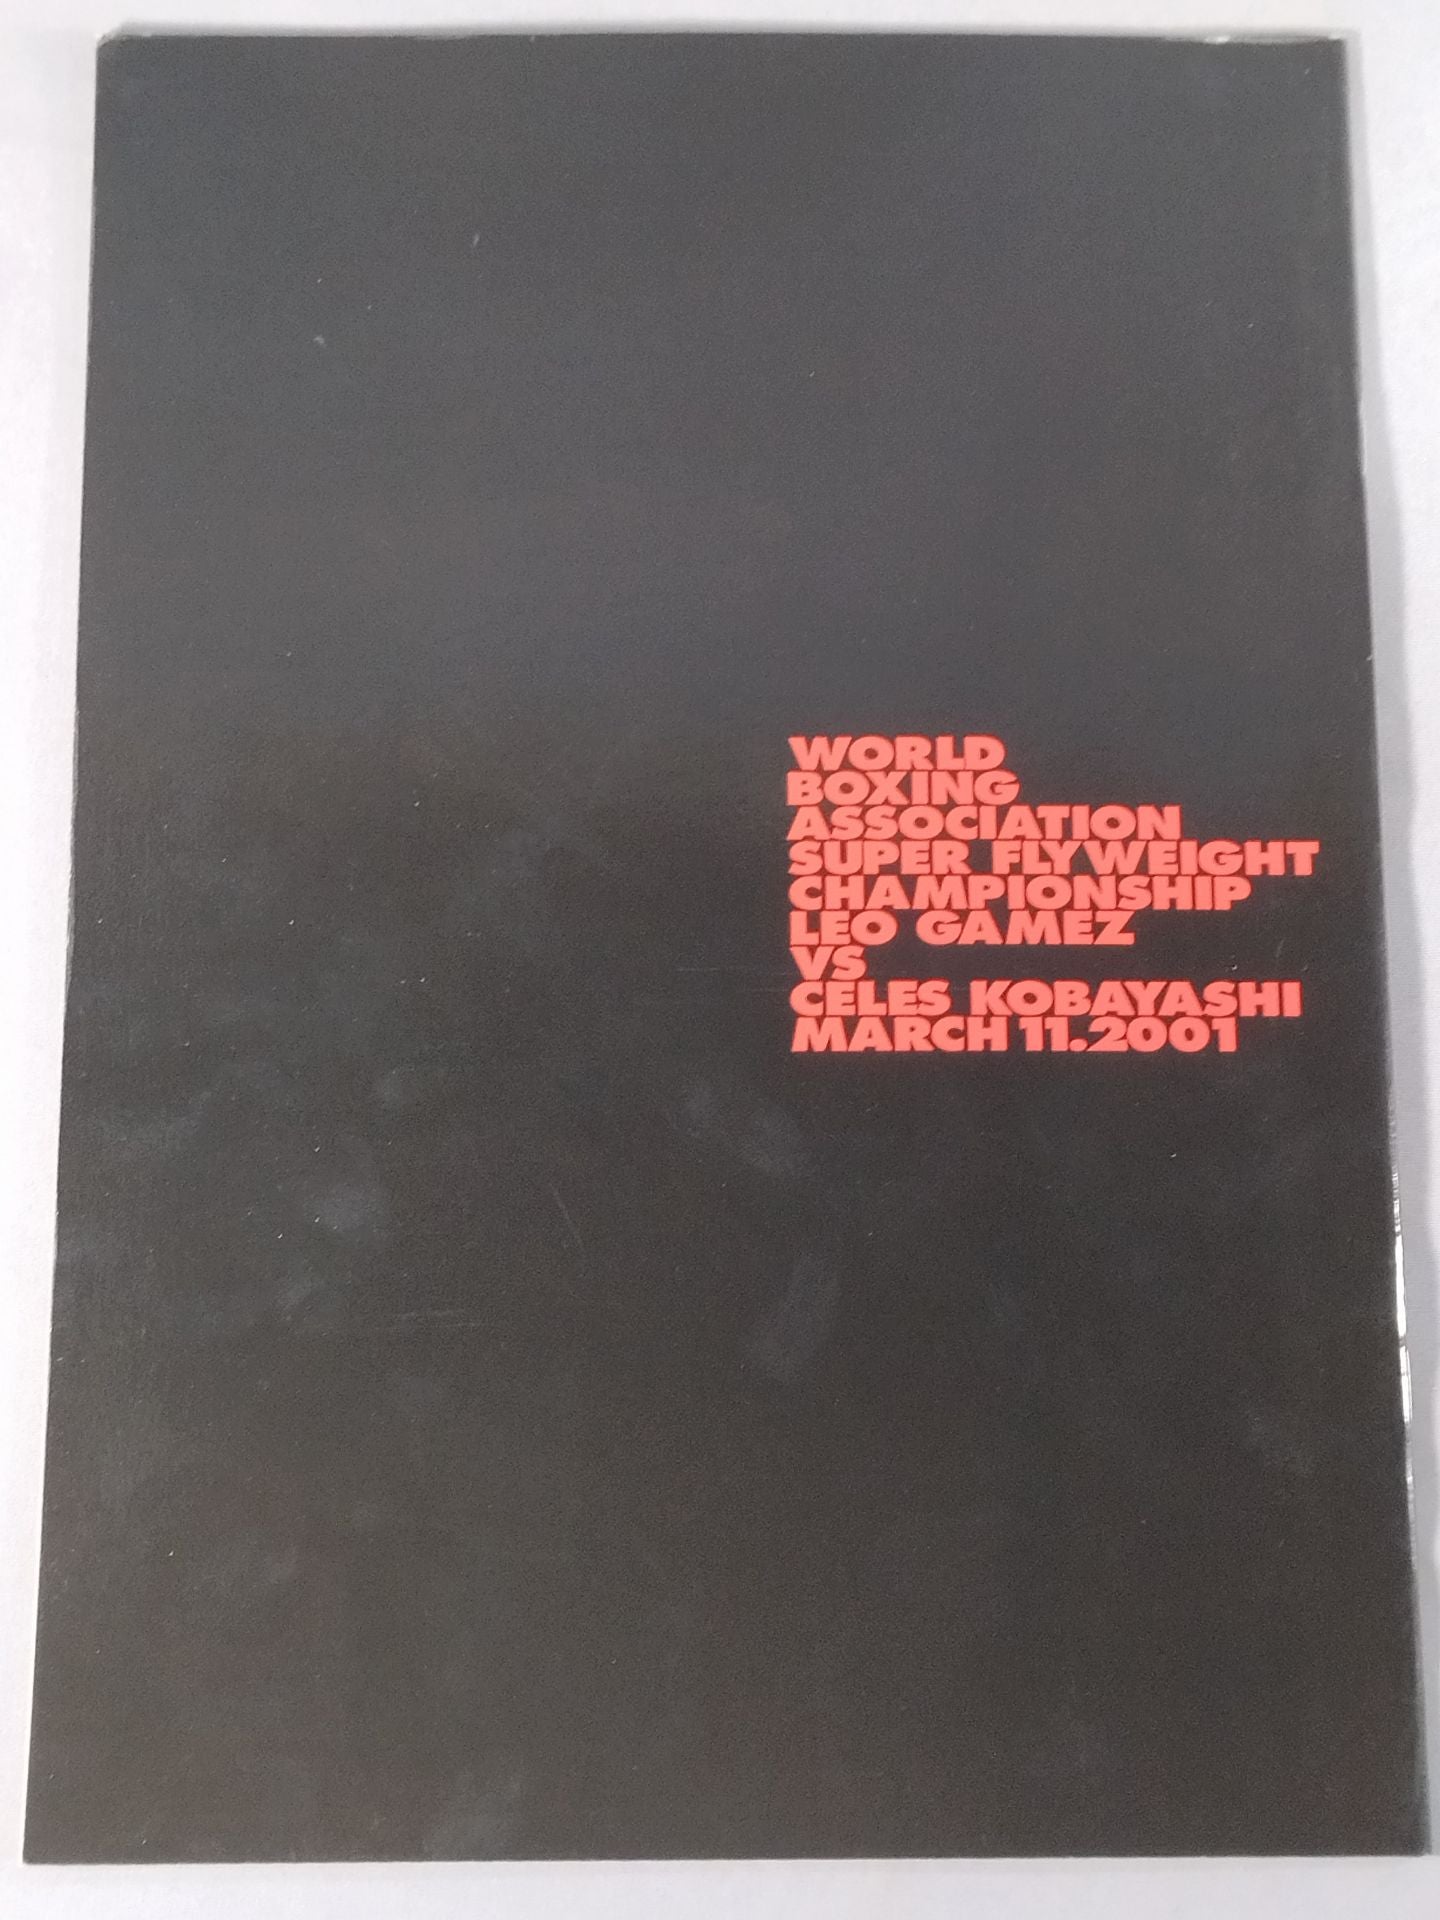 WORLD
BOXING
ASSOCIATION
SUPER FLYWEIGHT
CHAMPIONSHIP
LEO GAMEZ
VS
CELES KOBAYASHI
MARCH 11.2001